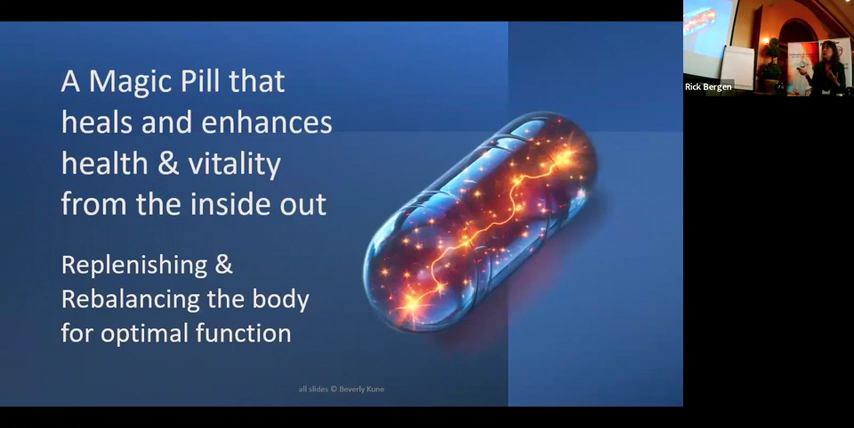 A Magic Pill that
heals and enhances
health & vitality
from the inside out
Replenishing &
Rebalancing the body
for optimal function
all slides © Beverly Kune
Rick Bergen